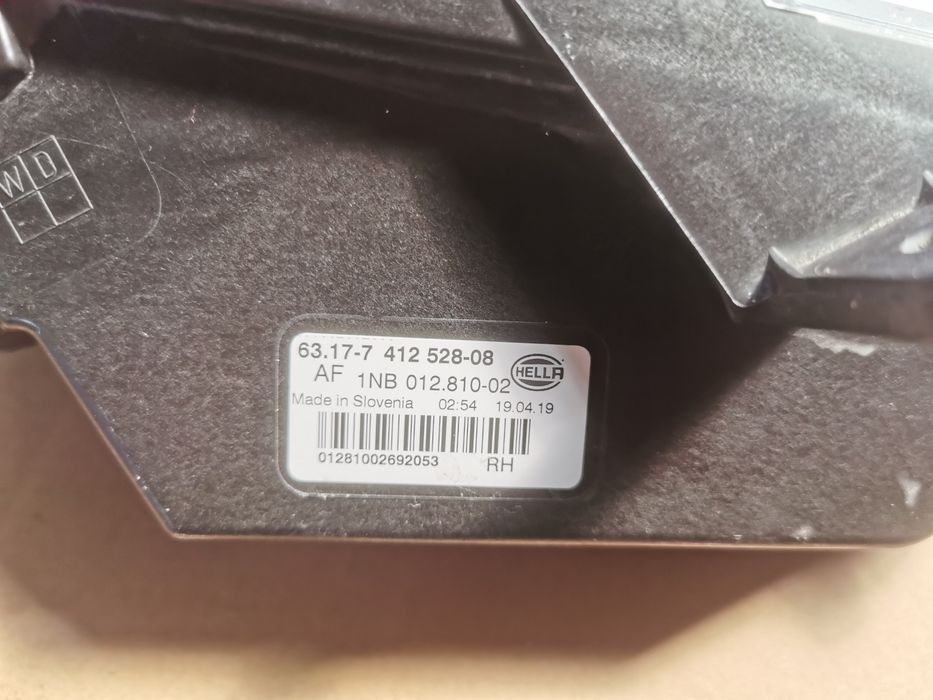 WD
63.17-7 412 528-08
HELLA
AF 1NB 012.810-02
Made in Slovenia 02:54 19.04.19
01281002692053
RH